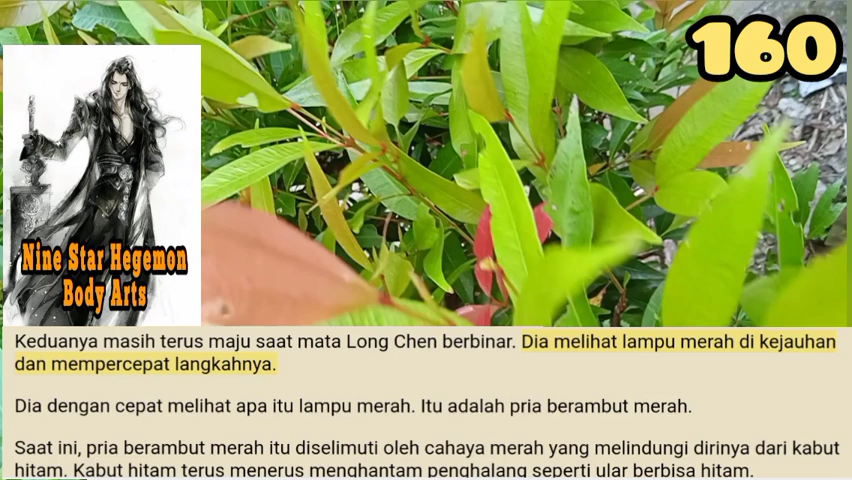 160
Nine Star Hegemon
Body Arts
Keduanya masih terus maju saat mata Long Chen berbinar. Dia melihat lampu merah di kejauhan
dan mempercepat langkahnya.
Dia dengan cepat melihat apa itu lampu merah. Itu adalah pria berambut merah.
Saat ini, pria berambut merah itu diselimuti oleh cahaya merah yang melindungi dirinya dari kabut
hitam. Kabut hitam terus menerus menghantam penghalang seperti ular berbisa hitam.